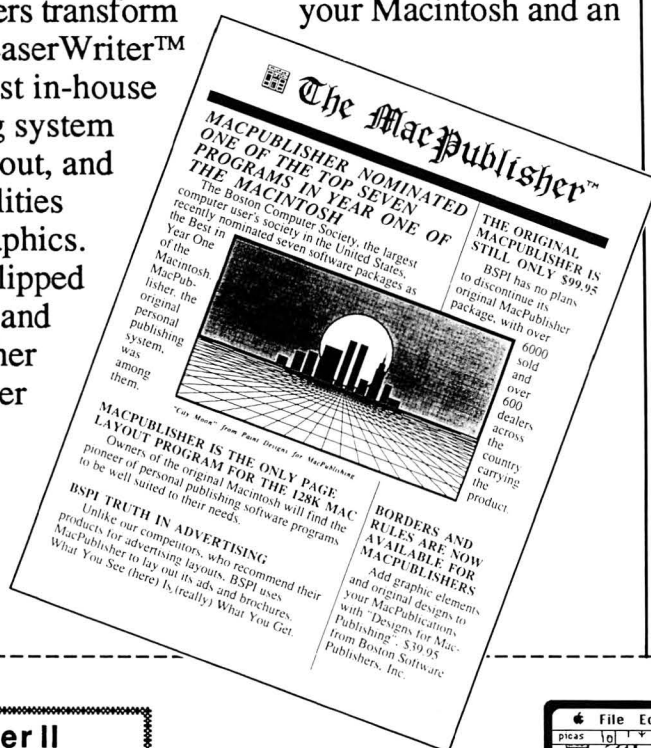 ers transform
aserWriter™
st in-house
g system
out, and
lities
aphics.
lipped
and
her
er
your Macintosh and an
The MacPublisher™
MACPUBLISHER NOMINATED
ONE OF THE TOP SEVEN
PROGRAMS IN YEAR ONE OF
THE MACINTOSH
The Boston Computer Society, the largest
computer user's society in the United States,
recently nominated seven software packages as
the Best in
Year One
of the
Macintosh.
MacPub-
lisher, the
original
personal
publishing
system,
was
among
them.
"City Moon" from Paint Designs for MacPublishing
MACPUBLISHER IS THE ONLY PAGE
LAYOUT PROGRAM FOR THE 128K MAC
Owners of the original Macintosh will find the
pioneer of personal publishing software programs
to be well suited to their needs.
BSPI TRUTH IN ADVERTISING
Unlike our competitors, who recommend their
products for advertising layouts, BSPI uses
MacPublisher to lay out its ads and brochures.
What You See (here) Is (really) What You Get.
THE ORIGINAL
MACPUBLISHER IS
STILL ONLY $99.95
BSPI has no plans
to discontinue its
original MacPublisher
package, with over
6000
sold
and
over
600
dealers
across
the
country
carrying
the
product.
BORDERS AND
RULES ARE NOW
AVAILABLE FOR
MACPUBLISHERS
Add graphic elements
and original designs to
your MacPublications
with "Designs for Mac-
Publishing". $39.95
from Boston Software
Publishers, Inc.
er II
File Ed
picas